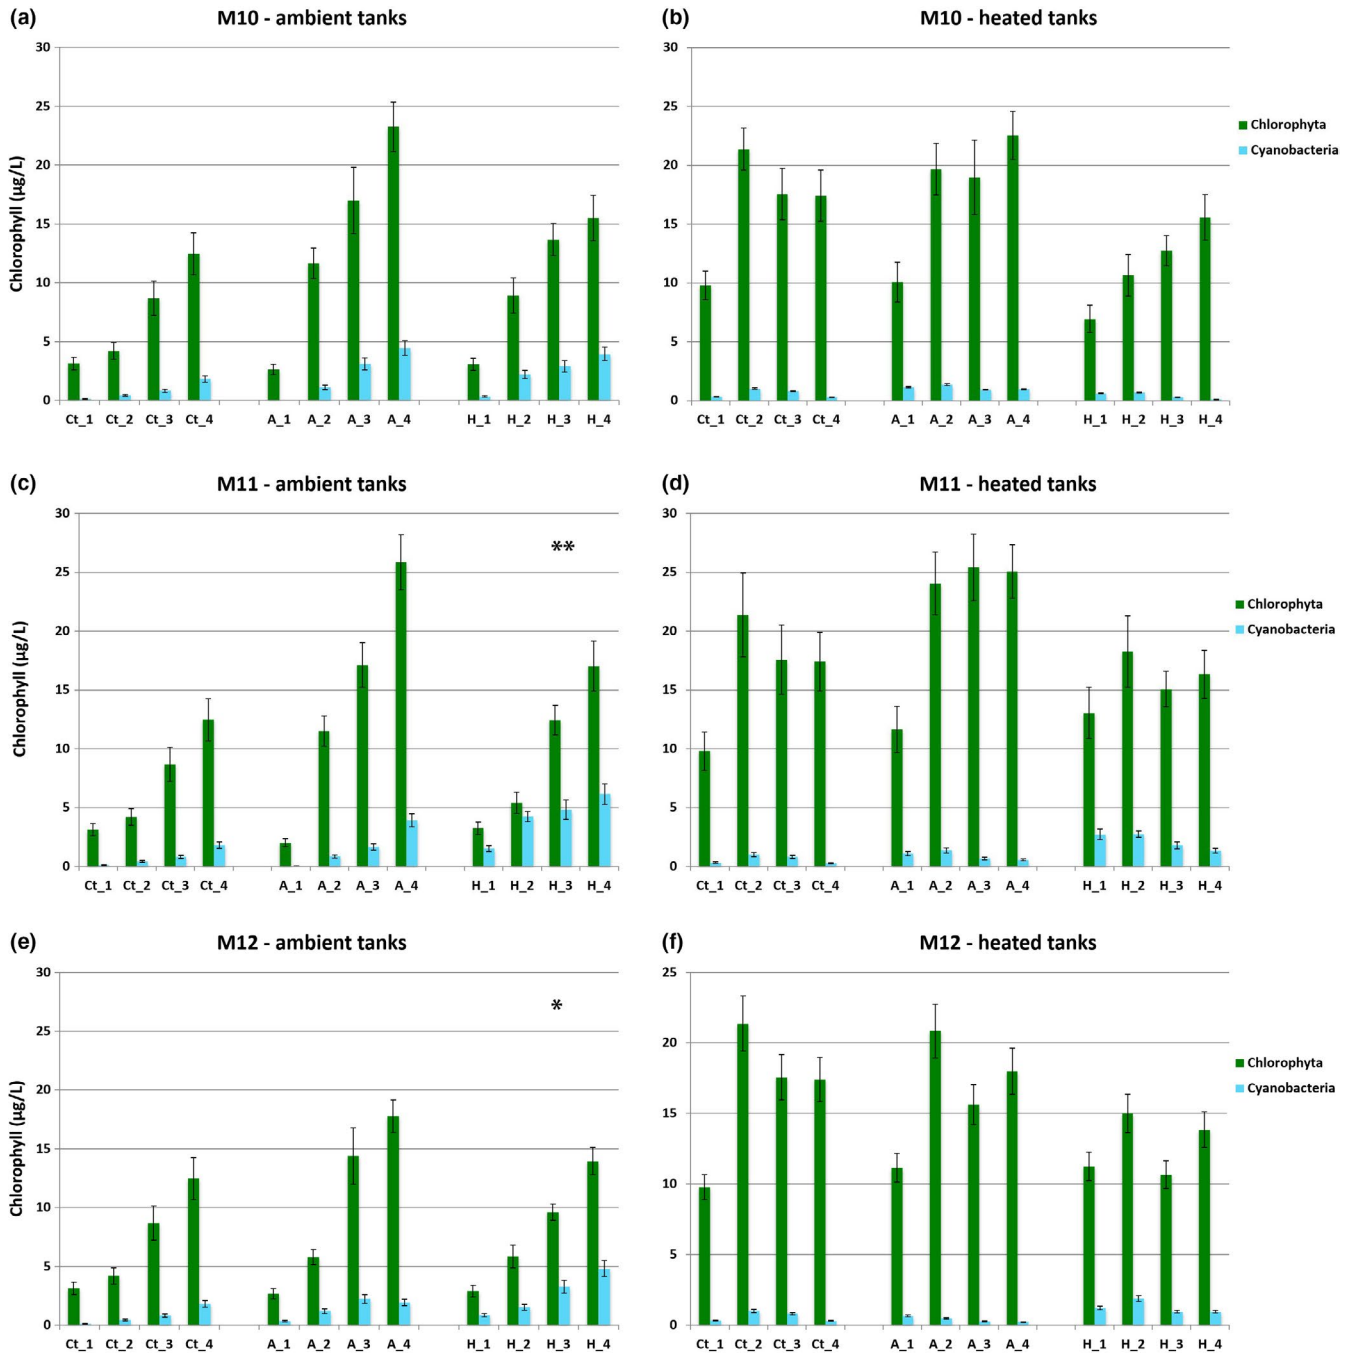 (a)
M10 - ambient tanks
30
25
20
15
10
5
0
Chlorophyll (µg/L)
Ct_1 Ct_2 Ct_3 Ct_4 A_1 A_2 A_3 A_4 H_1 H_2 H_3 H_4
(b)
M10 - heated tanks
30
25
20
15
10
5
0
Ct_1 Ct_2 Ct_3 Ct_4 A_1 A_2 A_3 A_4 H_1 H_2 H_3 H_4
Chlorophyta
Cyanobacteria
(c)
M11 - ambient tanks
**
30
25
20
15
10
5
0
Chlorophyll (µg/L)
Ct_1 Ct_2 Ct_3 Ct_4 A_1 A_2 A_3 A_4 H_1 H_2 H_3 H_4
(d)
M11 - heated tanks
30
25
20
15
10
5
0
Ct_1 Ct_2 Ct_3 Ct_4 A_1 A_2 A_3 A_4 H_1 H_2 H_3 H_4
Chlorophyta
Cyanobacteria
(e)
M12 - ambient tanks
*
30
25
20
15
10
5
0
Chlorophyll (µg/L)
Ct_1 Ct_2 Ct_3 Ct_4 A_1 A_2 A_3 A_4 H_1 H_2 H_3 H_4
(f)
M12 - heated tanks
25
20
15
10
5
0
Ct_1 Ct_2 Ct_3 Ct_4 A_1 A_2 A_3 A_4 H_1 H_2 H_3 H_4
Chlorophyta
Cyanobacteria